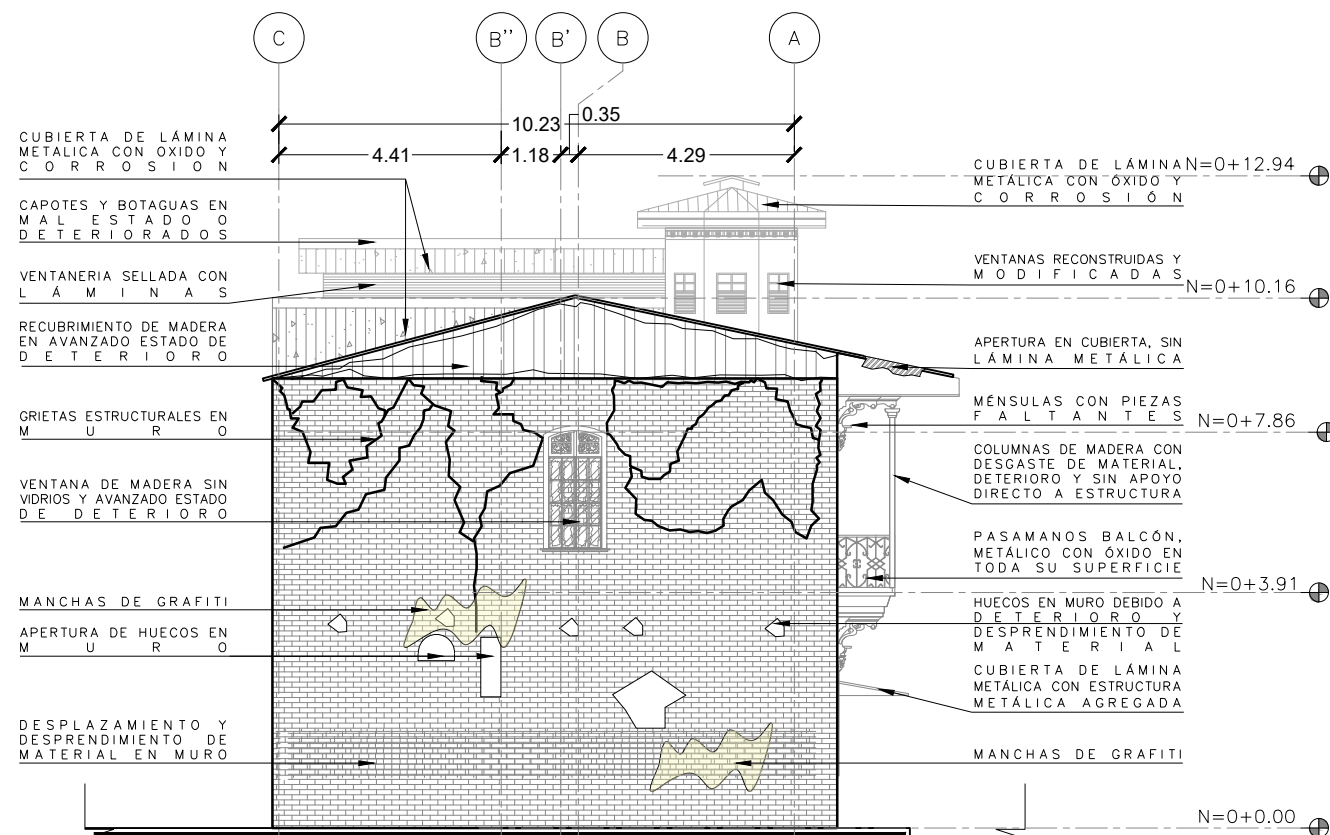 C
B''
B'
B
A
10.23
0.35
4.41
1.18
4.29
CUBIERTA DE LÁMINA
METALICA CON OXIDO Y
CORROSION
CAPOTES Y BOTAGUAS EN
MAL ESTADO O
DETERIORADOS
VENTANERIA SELLADA CON
LÁMINAS
RECUBRIMIENTO DE MADERA
EN AVANZADO ESTADO DE
DETERIORO
GRIETAS ESTRUCTURALES EN
MURO
VENTANA DE MADERA SIN
VIDRIOS Y AVANZADO ESTADO
DE DETERIORO
MANCHAS DE GRAFITI
APERTURA DE HUECOS EN
MURO
DESPLAZAMIENTO Y
DESPRENDIMIENTO DE
MATERIAL EN MURO
CUBIERTA DE LÁMINA
METÁLICA CON ÓXIDO Y
CORROSIÓN
N=0+12.94
VENTANAS RECONSTRUIDAS Y
MODIFICADAS
N=0+10.16
APERTURA EN CUBIERTA, SIN
LÁMINA METÁLICA
MÉNSULAS CON PIEZAS
FALTANTES
N=0+7.86
COLUMNAS DE MADERA CON
DESGASTE DE MATERIAL,
DETERIORO Y SIN APOYO
DIRECTO A ESTRUCTURA
PASAMANOS BALCÓN,
METÁLICO CON ÓXIDO EN
TODA SU SUPERFICIE
N=0+3.91
HUECOS EN MURO DEBIDO A
DETERIORO Y
DESPRENDIMIENTO DE
MATERIAL
CUBIERTA DE LÁMINA
METÁLICA CON ESTRUCTURA
METÁLICA AGREGADA
MANCHAS DE GRAFITI
N=0+0.00